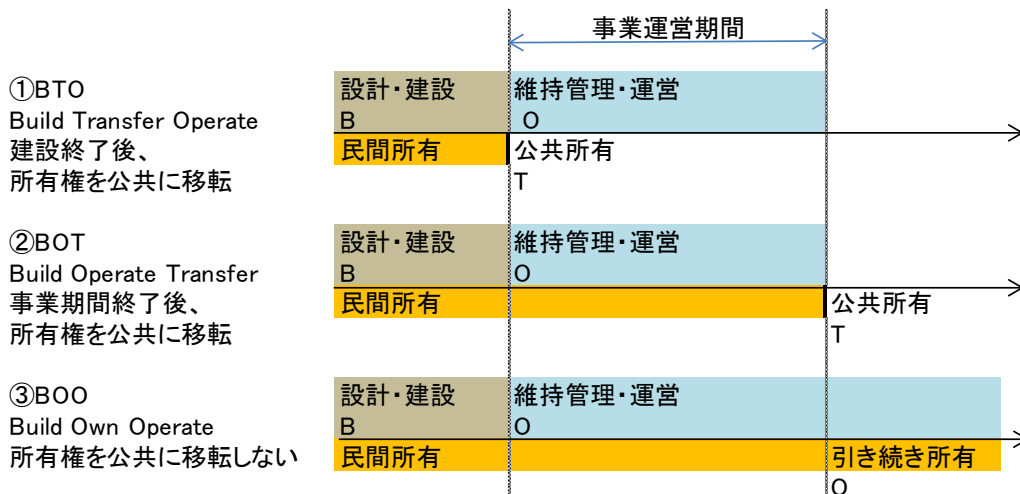 事業運営期間
①BTO
Build Transfer Operate
建設終了後、
所有権を公共に移転
設計・建設
B
維持管理・運営
O
民間所有
公共所有
T
②BOT
Build Operate Transfer
事業期間終了後、
所有権を公共に移転
設計・建設
B
維持管理・運営
O
民間所有
公共所有
T
③BOO
Build Own Operate
所有権を公共に移転しない
設計・建設
B
維持管理・運営
O
民間所有
引き続き所有
O